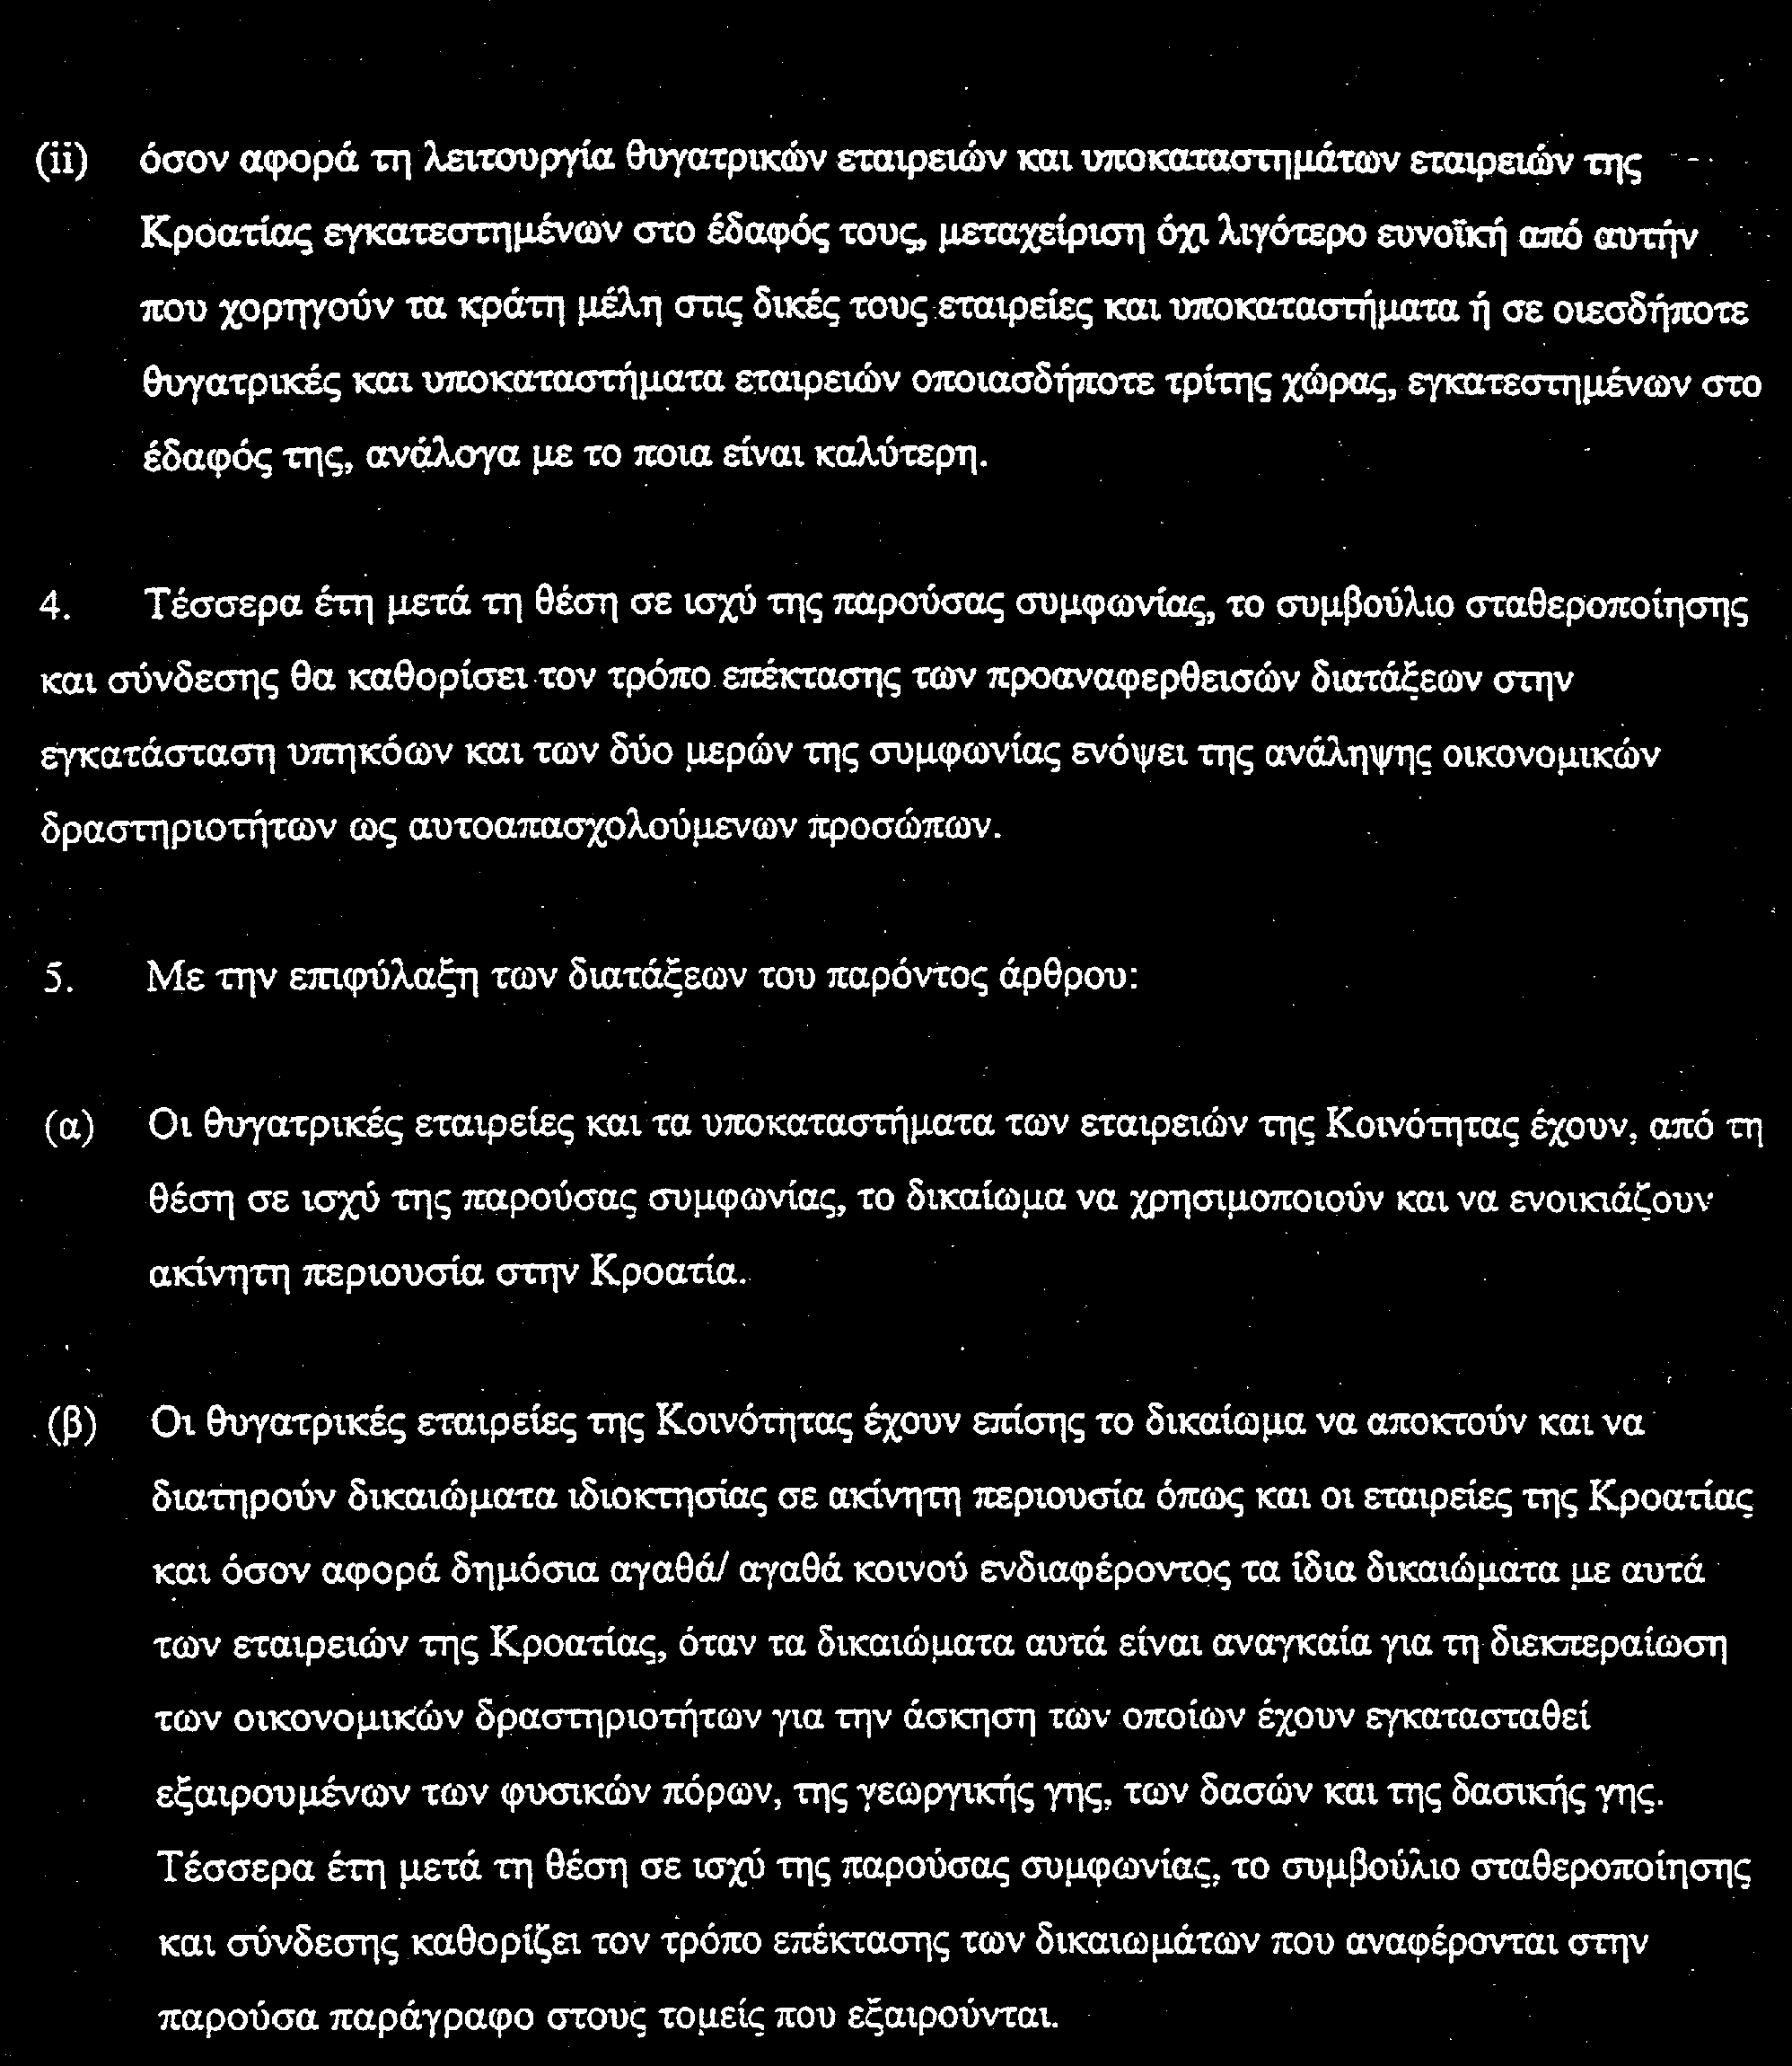 (ii) όσον αφορά τη λειτουργία θυγατρικών εταιρειών και υποκαταστημάτων εταιρειών της
Κροατίας εγκατεστημένων στο έδαφός τους, μεταχείριση όχι λιγότερο ευνοϊκή από αυτήν
που χορηγούν τα κράτη μέλη στις δικές τους εταιρείες και υποκαταστήματα ή σε οιεσδήποτε
θυγατρικές και υποκαταστήματα εταιρειών οποιασδήποτε τρίτης χώρας, εγκατεστημένων στο
έδαφός της, ανάλογα με το ποια είναι καλύτερη.
4. Τέσσερα έτη μετά τη θέση σε ισχύ της παρούσας συμφωνίας, το συμβούλιο σταθεροποίησης
και σύνδεσης θα καθορίσει τον τρόπο επέκτασης των προαναφερθεισών διατάξεων στην
εγκατάσταση υπηκόων και των δύο μερών της συμφωνίας ενόψει της ανάληψης οικονομικών
δραστηριοτήτων ως αυτοαπασχολούμενων προσώπων.
5. Με την επιφύλαξη των διατάξεων του παρόντος άρθρου:
(α) Οι θυγατρικές εταιρείες και τα υποκαταστήματα των εταιρειών της Κοινότητας έχουν, από τη
θέση σε ισχύ της παρούσας συμφωνίας, το δικαίωμα να χρησιμοποιούν και να ενοικιάζουν
ακίνητη περιουσία στην Κροατία.
(β) Οι θυγατρικές εταιρείες της Κοινότητας έχουν επίσης το δικαίωμα να αποκτούν και να
διατηρούν δικαιώματα ιδιοκτησίας σε ακίνητη περιουσία όπως και οι εταιρείες της Κροατίας
και όσον αφορά δημόσια αγαθά/ αγαθά κοινού ενδιαφέροντος τα ίδια δικαιώματα με αυτά
των εταιρειών της Κροατίας, όταν τα δικαιώματα αυτά είναι αναγκαία για τη διεκπεραίωση
των οικονομικών δραστηριοτήτων για την άσκηση των οποίων έχουν εγκατασταθεί
εξαιρουμένων των φυσικών πόρων, της γεωργικής γης, των δασών και της δασικής γης.
Τέσσερα έτη μετά τη θέση σε ισχύ της παρούσας συμφωνίας, το συμβούλιο σταθεροποίησης
και σύνδεσης καθορίζει τον τρόπο επέκτασης των δικαιωμάτων που αναφέρονται στην
παρούσα παράγραφο στους τομείς που εξαιρούνται.